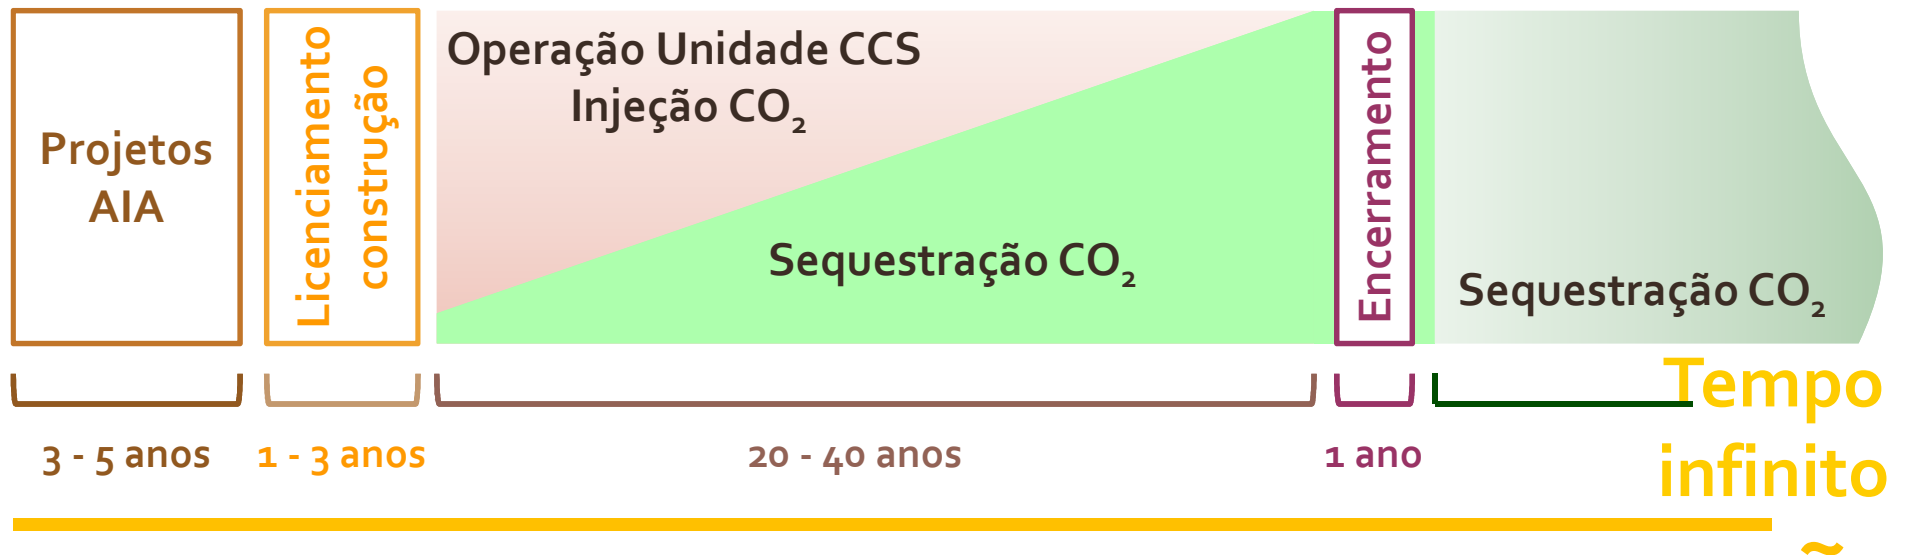 Projetos
AIA
Licenciamento
construção
Operação Unidade CCS
Injeção CO₂
Sequestração CO₂
Encerramento
Sequestração CO₂
3 - 5 anos
1 - 3 anos
20 - 40 anos
1 ano
Tempo
infinito